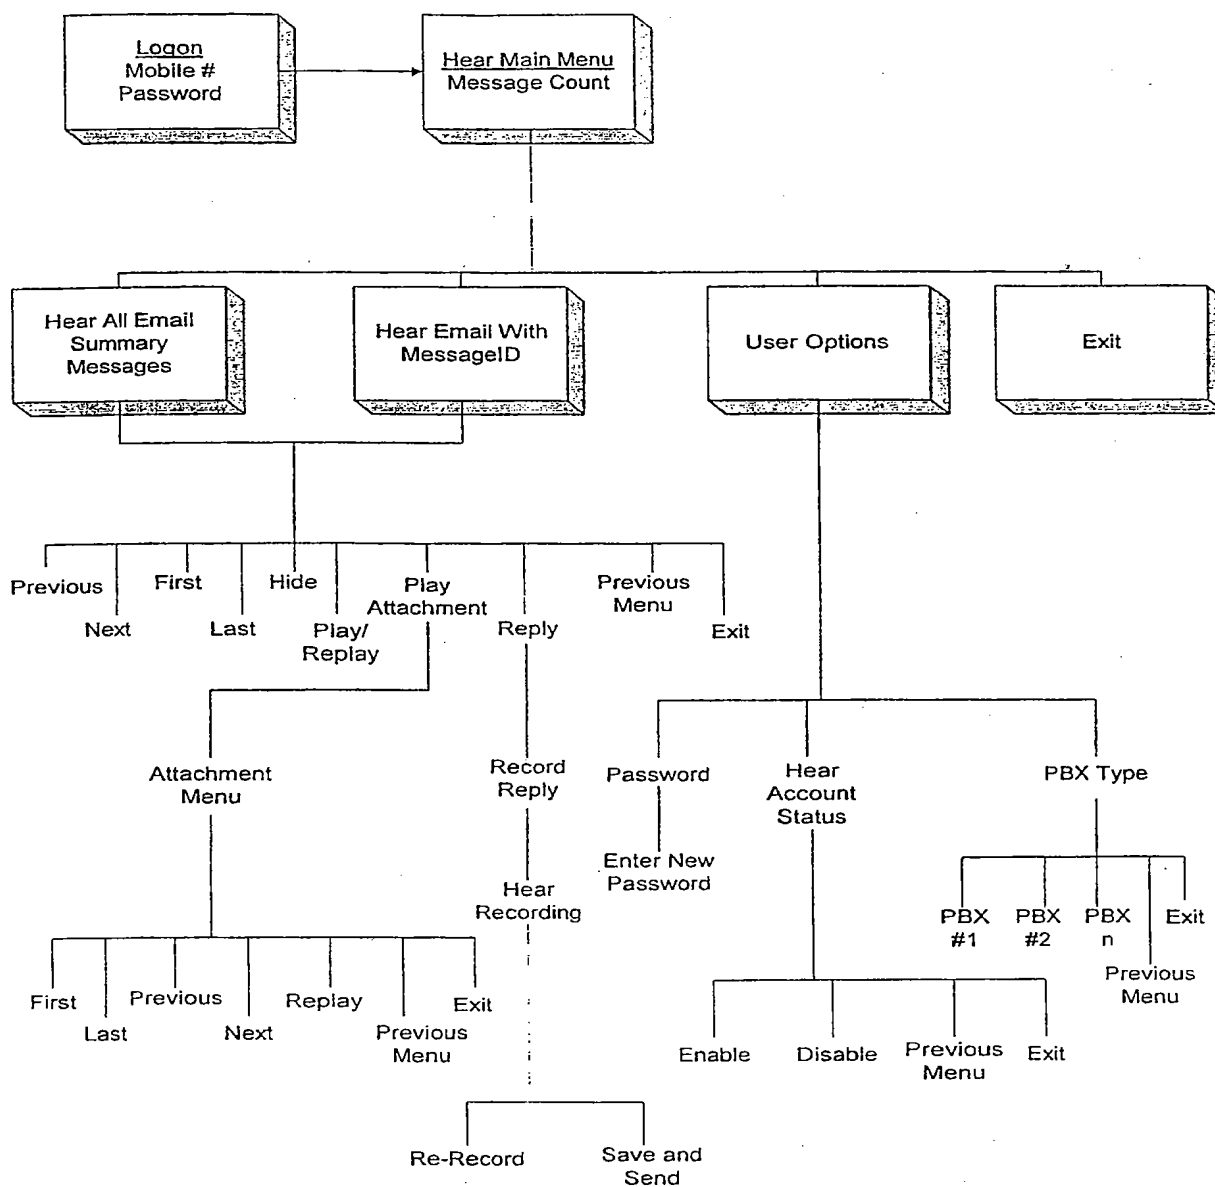 Logon
Mobile #
Password
Hear Main Menu
Message Count
Hear All Email
Summary
Messages
Hear Email With
MessageID
User Options
Exit
Previous
Next
First
Last
Hide
Play/
Replay
Play
Attachment
Reply
Previous
Menu
Exit
Attachment
Menu
Record
Reply
Hear
Recording
Password
Hear
Account
Status
PBX Type
Enter New
Password
PBX
#1
PBX
#2
PBX
n
Previous
Menu
Exit
First
Last
Previous
Next
Replay
Previous
Menu
Exit
Enable
Disable
Previous
Menu
Exit
Re-Record
Save and
Send